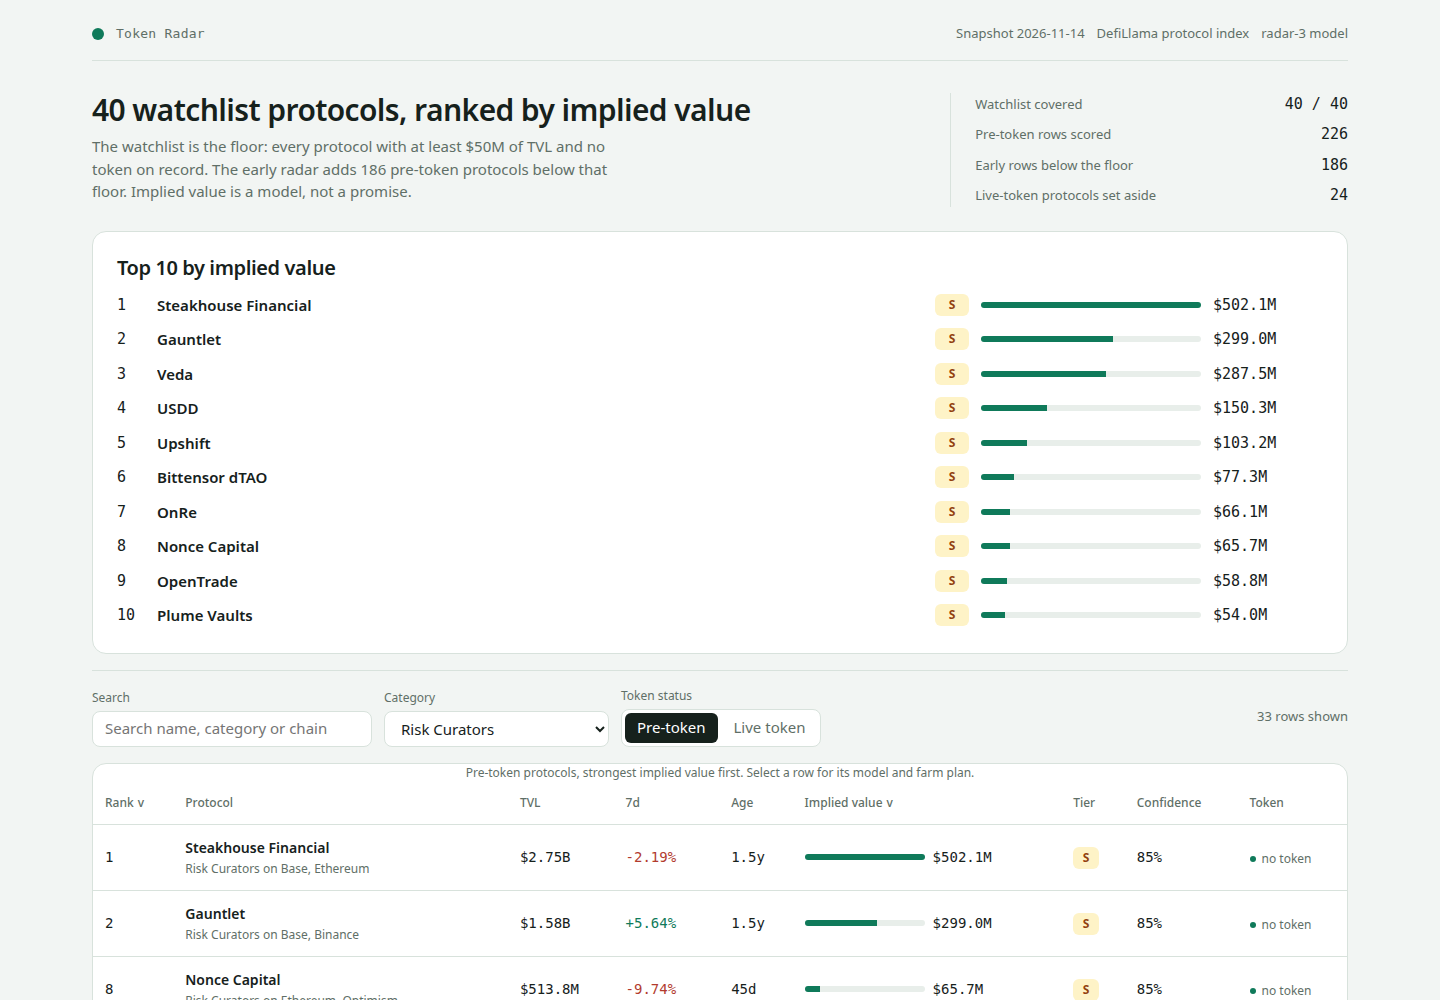 Token Radar
Snapshot 2026-11-14 DefiLlama protocol index radar-3 model
40 watchlist protocols, ranked by implied value
The watchlist is the floor: every protocol with at least $50M of TVL and no
token on record. The early radar adds 186 pre-token protocols below that
floor. Implied value is a model, not a promise.
Watchlist covered 40 / 40
Pre-token rows scored 226
Early rows below the floor 186
Live-token protocols set aside 24
Top 10 by implied value
1 Steakhouse Financial S $502.1M
2 Gauntlet S $299.0M
3 Veda S $287.5M
4 USDD S $150.3M
5 Upshift S $103.2M
6 Bittensor dTAO S $77.3M
7 OnRe S $66.1M
8 Nonce Capital S $65.7M
9 OpenTrade S $58.8M
10 Plume Vaults S $54.0M
Search Category Token status
Search name, category or chain Risk Curators Pre-token Live token 33 rows shown
Pre-token protocols, strongest implied value first. Select a row for its model and farm plan.
Rank v Protocol TVL 7d Age Implied value v Tier Confidence Token
1 Steakhouse Financial $2.75B -2.19% 1.5y $502.1M S 85% no token
Risk Curators on Base, Ethereum
2 Gauntlet $1.58B +5.64% 1.5y $299.0M S 85% no token
Risk Curators on Base, Binance
8 Nonce Capital $513.8M -9.74% 45d $65.7M S 85% no token
Risk Curators on Ethereum, Optimism